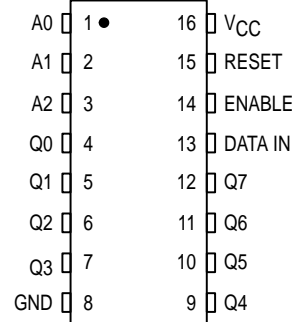 A0 1 16 VCC
A1 2 15 RESET
A2 3 14 ENABLE
Q0 4 13 DATA IN
Q1 5 12 Q7
Q2 6 11 Q6
Q3 7 10 Q5
GND 8 9 Q4